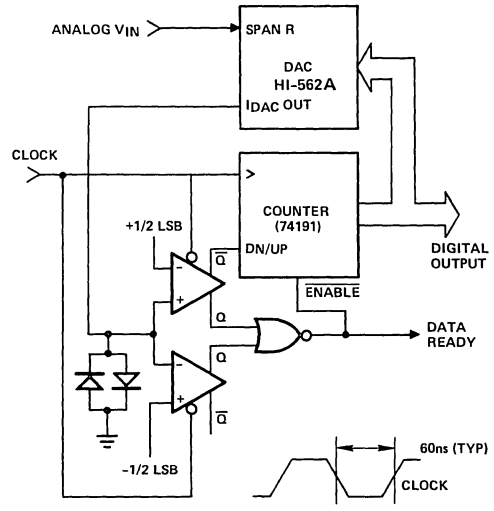 ANALOG VIN
SPAN R
DAC
HI-562A
IDAC OUT
CLOCK
>
COUNTER
(74191)
+1/2 LSB
DN/UP
Q̅
DIGITAL
OUTPUT
-
+
E̅N̅A̅B̅L̅E̅
Q
DATA
READY
Q
-
+
Q̅
-1/2 LSB
60ns (TYP)
CLOCK